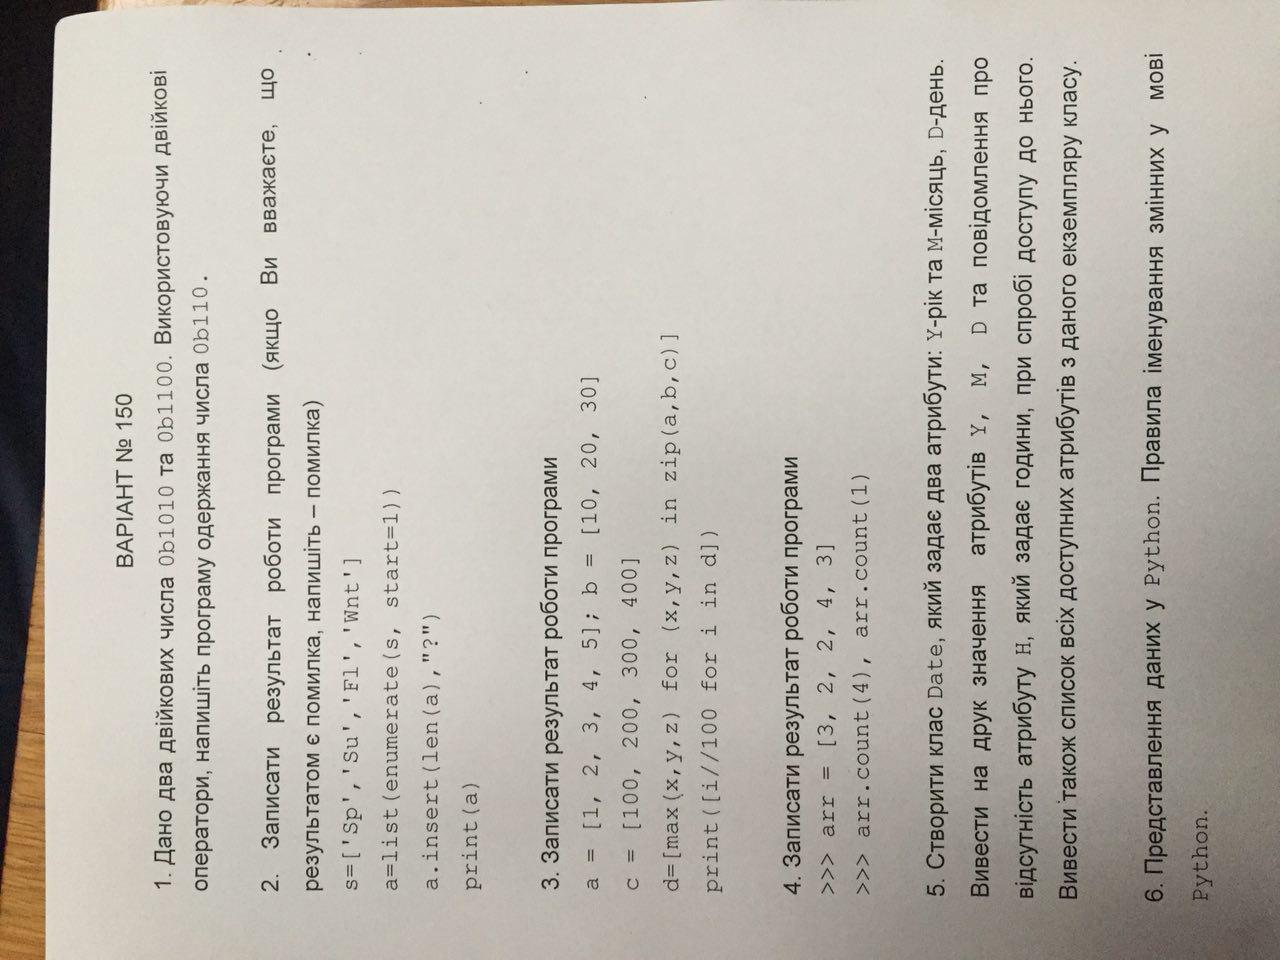 ВАРІАНТ № 150
1. Дано два двійкових числа 0b1010 та 0b1100. Використовуючи двійкові
оператори, напишіть програму одержання числа 0b110.
2. Записати результат роботи програми (якщо Ви вважаєте, що
результатом є помилка, напишіть – помилка)
s=['Sp','Su','Fl','Wnt']
a=list(enumerate(s, start=1))
a.insert(len(a),"?")
print(a)
3. Записати результат роботи програми
a = [1, 2, 3, 4, 5]; b = [10, 20, 30]
c = [100, 200, 300, 400]
d=[max(x,y,z) for (x,y,z) in zip(a,b,c)]
print([i//100 for i in d])
4. Записати результат роботи програми
>>> arr = [3, 2, 2, 4, 3]
>>> arr.count(4), arr.count(1)
5. Створити клас Date, який задає два атрибути: Y-рік та M-місяць, D-день.
Вивести на друк значення атрибутів Y, M, D та повідомлення про
відсутність атрибуту H, який задає години, при спробі доступу до нього.
Вивести також список всіх доступних атрибутів з даного екземпляру класу.
6. Представлення даних у Python. Правила іменування змінних у мові
Python.